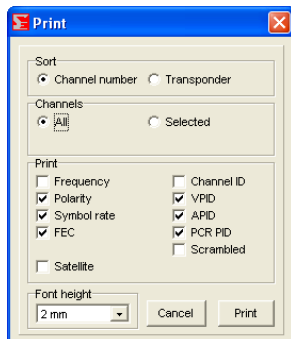 Print
Sort
Channel number Transponder
Channels
All Selected
Print
Frequency Channel ID
Polarity VPID
Symbol rate APID
FEC PCR PID
Scrambled
Satellite
Font height
2 mm Cancel Print